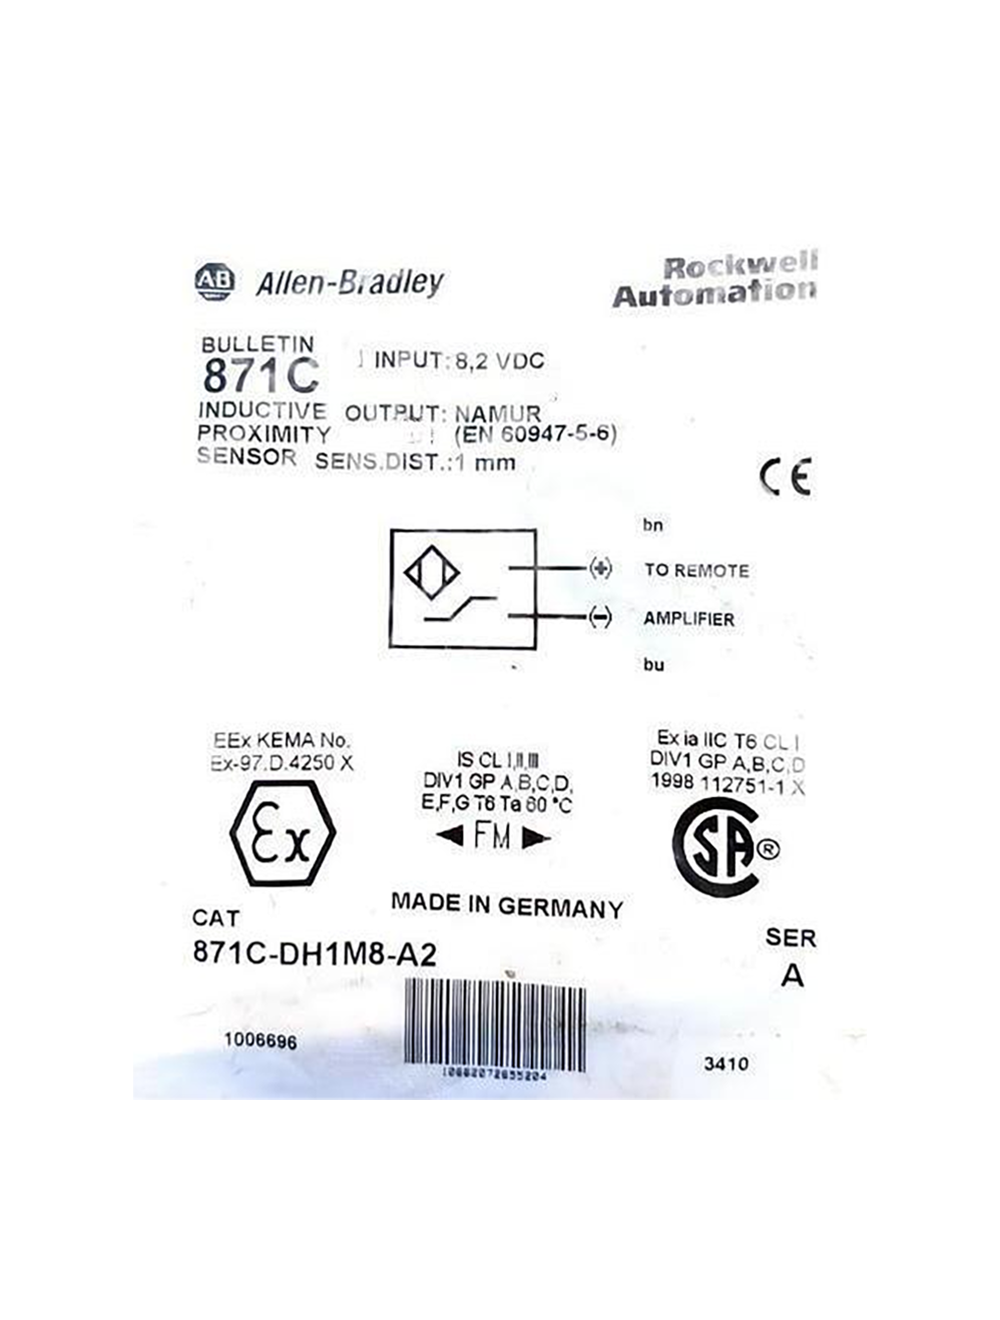 AB Allen-Bradley
Rockwell
Automation
BULLETIN
871C
INPUT: 8,2 VDC
INDUCTIVE OUTPUT: NAMUR
PROXIMITY (EN 60947-5-6)
SENSOR SENS.DIST.:1 mm
CE
bn
(+) TO REMOTE
(-) AMPLIFIER
bu
EEx KEMA No.
Ex-97.D.4250 X
Ex
IS CL I,II,III
DIV1 GP A,B,C,D,
E,F,G T6 Ta 60 °C
FM
Ex ia IIC T6 CL I
DIV1 GP A,B,C,D
1998 112751-1 X
SA ®
MADE IN GERMANY
CAT
871C-DH1M8-A2
SER
A
1006696
10662072655204
3410